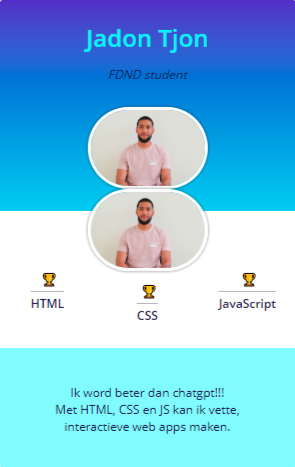 Jadon Tjon
FDND student
HTML
CSS
JavaScript
Ik word beter dan chatgpt!!!
Met HTML, CSS en JS kan ik vette,
interactieve web apps maken.